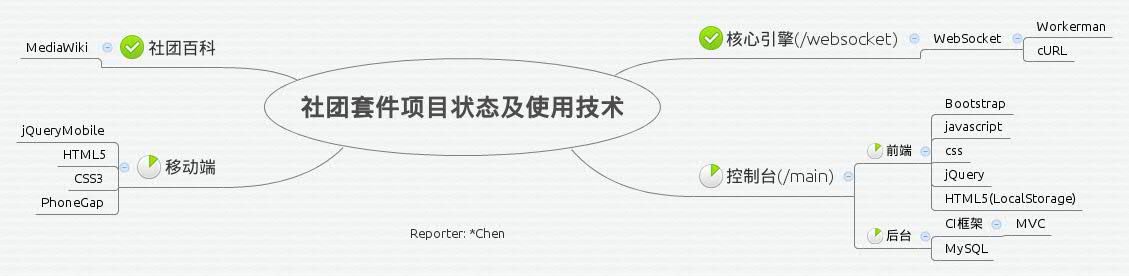 社团套件项目状态及使用技术
社团百科
MediaWiki
移动端
jQueryMobile
HTML5
CSS3
PhoneGap
核心引擎(/websocket)
WebSocket
Workerman
cURL
控制台(/main)
前端
Bootstrap
javascript
css
jQuery
HTML5(LocalStorage)
后台
CI框架
MVC
MySQL
Reporter: *Chen